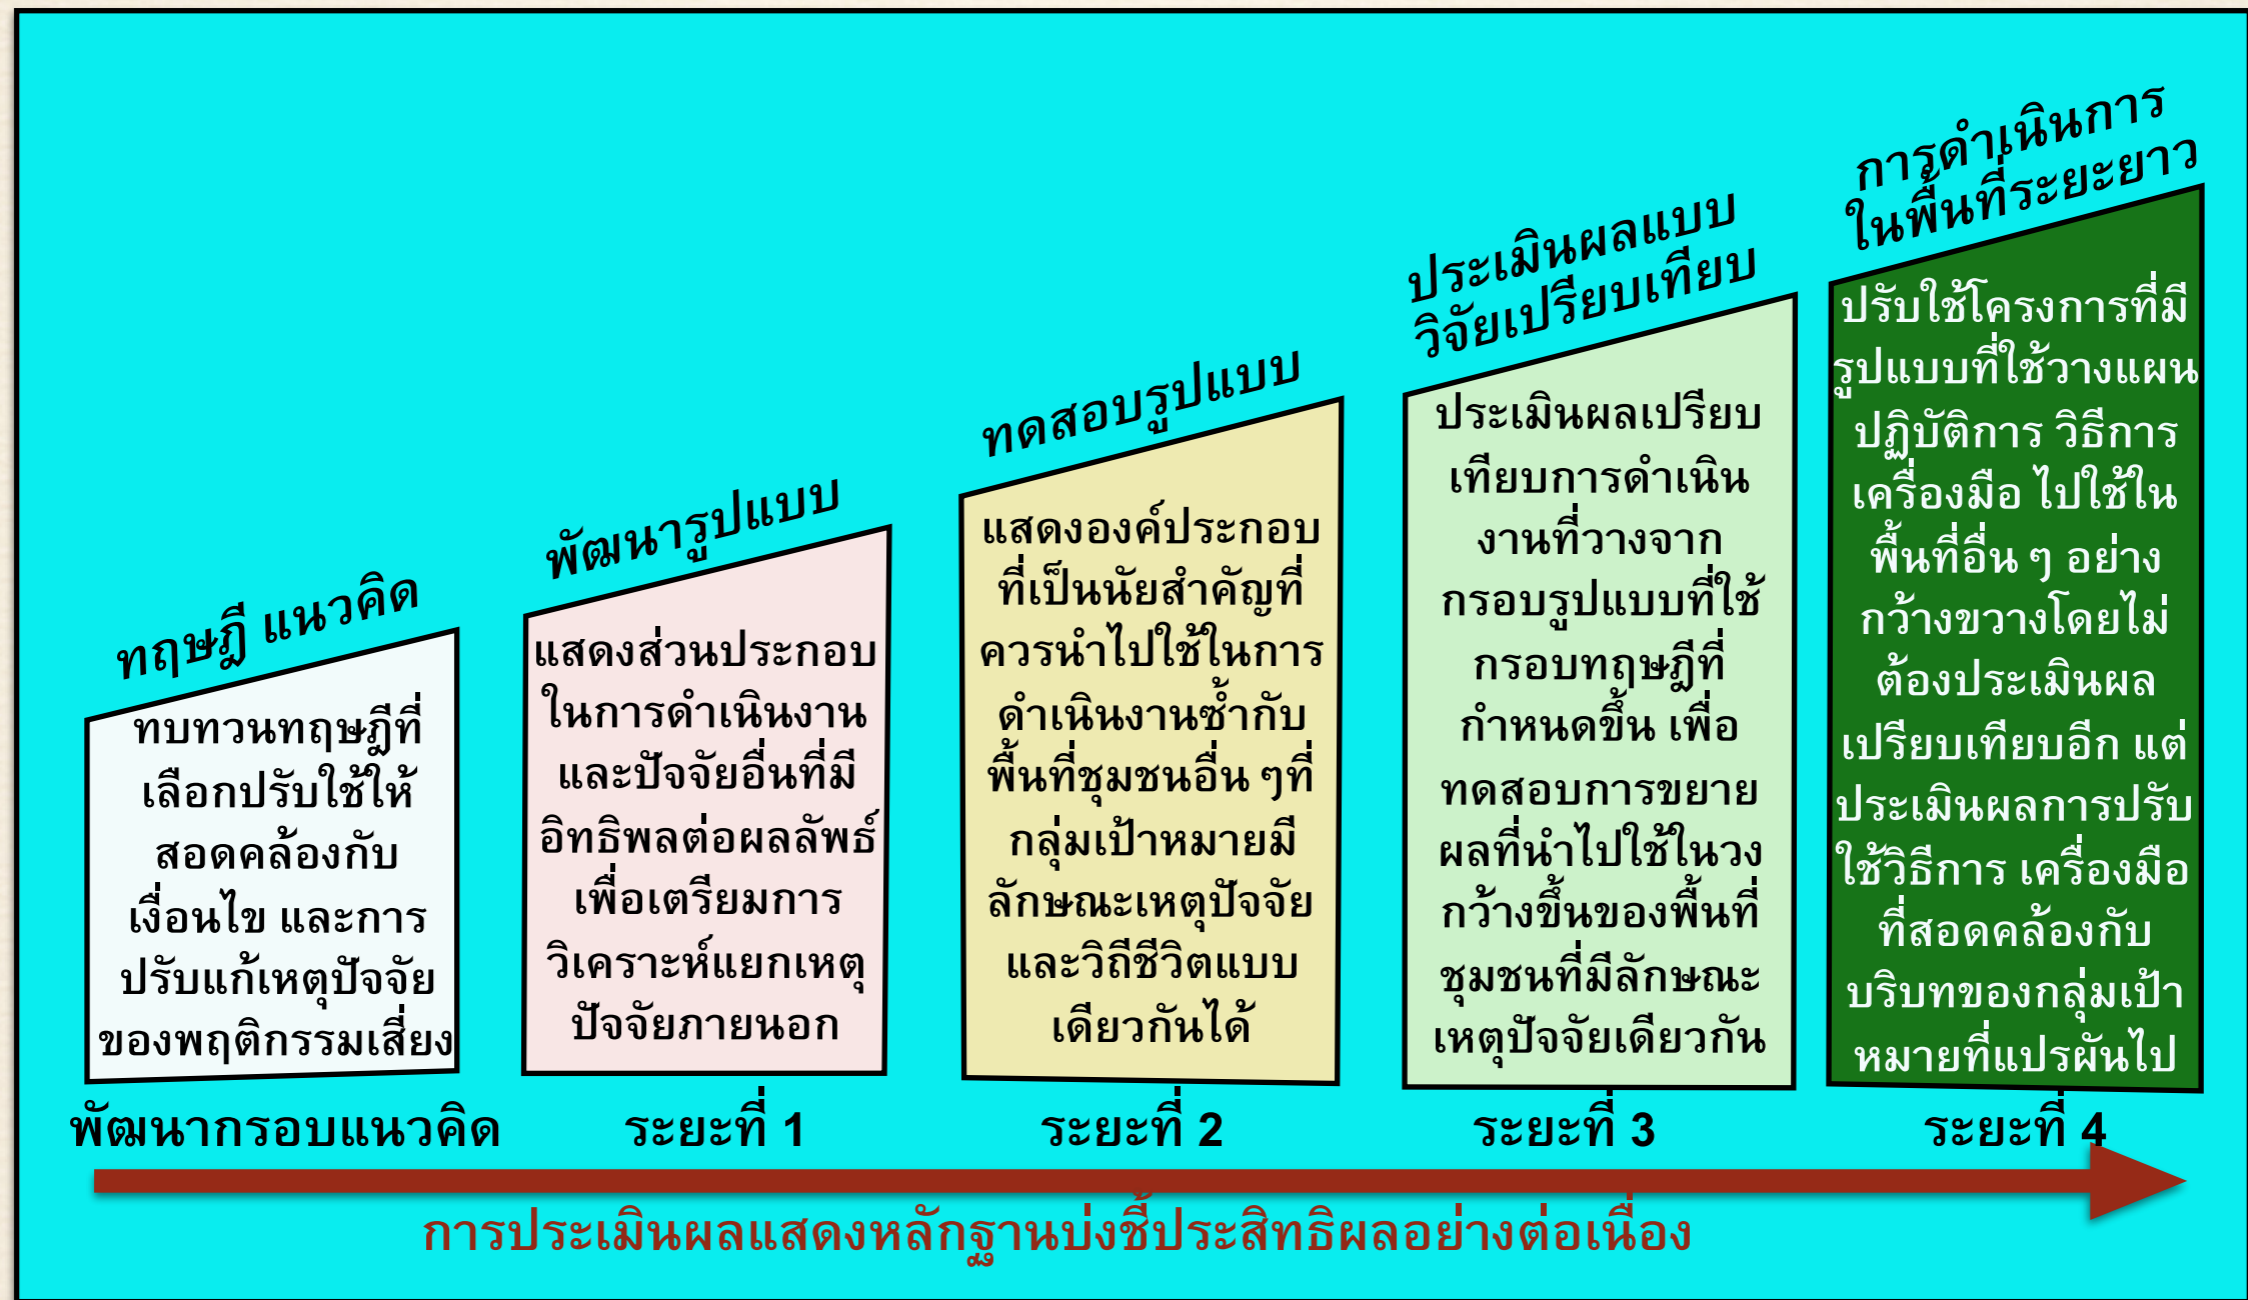 ทฤษฎี แนวคิด
ทบทวนทฤษฎีที่
เลือกปรับใช้ให้
สอดคล้องกับ
เงื่อนไข และการ
ปรับแก้เหตุปัจจัย
ของพฤติกรรมเสี่ยง
พัฒนากรอบแนวคิด
พัฒนารูปแบบ
แสดงส่วนประกอบ
ในการดำเนินงาน
และปัจจัยอื่นที่มี
อิทธิพลต่อผลลัพธ์
เพื่อเตรียมการ
วิเคราะห์แยกเหตุ
ปัจจัยภายนอก
ระยะที่ 1
ทดสอบรูปแบบ
แสดงองค์ประกอบ
ที่เป็นนัยสำคัญที่
ควรนำไปใช้ในการ
ดำเนินงานซ้ำกับ
พื้นที่ชุมชนอื่น ๆที่
กลุ่มเป้าหมายมี
ลักษณะเหตุปัจจัย
และวิถีชีวิตแบบ
เดียวกันได้
ระยะที่ 2
ประเมินผลแบบ
วิจัยเปรียบเทียบ
ประเมินผลเปรียบ
เทียบการดำเนิน
งานที่วางจาก
กรอบรูปแบบที่ใช้
กรอบทฤษฎีที่
กำหนดขึ้น เพื่อ
ทดสอบการขยาย
ผลที่นำไปใช้ในวง
กว้างขึ้นของพื้นที่
ชุมชนที่มีลักษณะ
เหตุปัจจัยเดียวกัน
ระยะที่ 3
การดำเนินการ
ในพื้นที่ระยะยาว
ปรับใช้โครงการที่มี
รูปแบบที่ใช้วางแผน
ปฏิบัติการ วิธีการ
เครื่องมือ ไปใช้ใน
พื้นที่อื่น ๆ อย่าง
กว้างขวางโดยไม่
ต้องประเมินผล
เปรียบเทียบอีก แต่
ประเมินผลการปรับ
ใช้วิธีการ เครื่องมือ
ที่สอดคล้องกับ
บริบทของกลุ่มเป้า
หมายที่แปรผันไป
ระยะที่ 4
การประเมินผลแสดงหลักฐานบ่งชี้ประสิทธิผลอย่างต่อเนื่อง